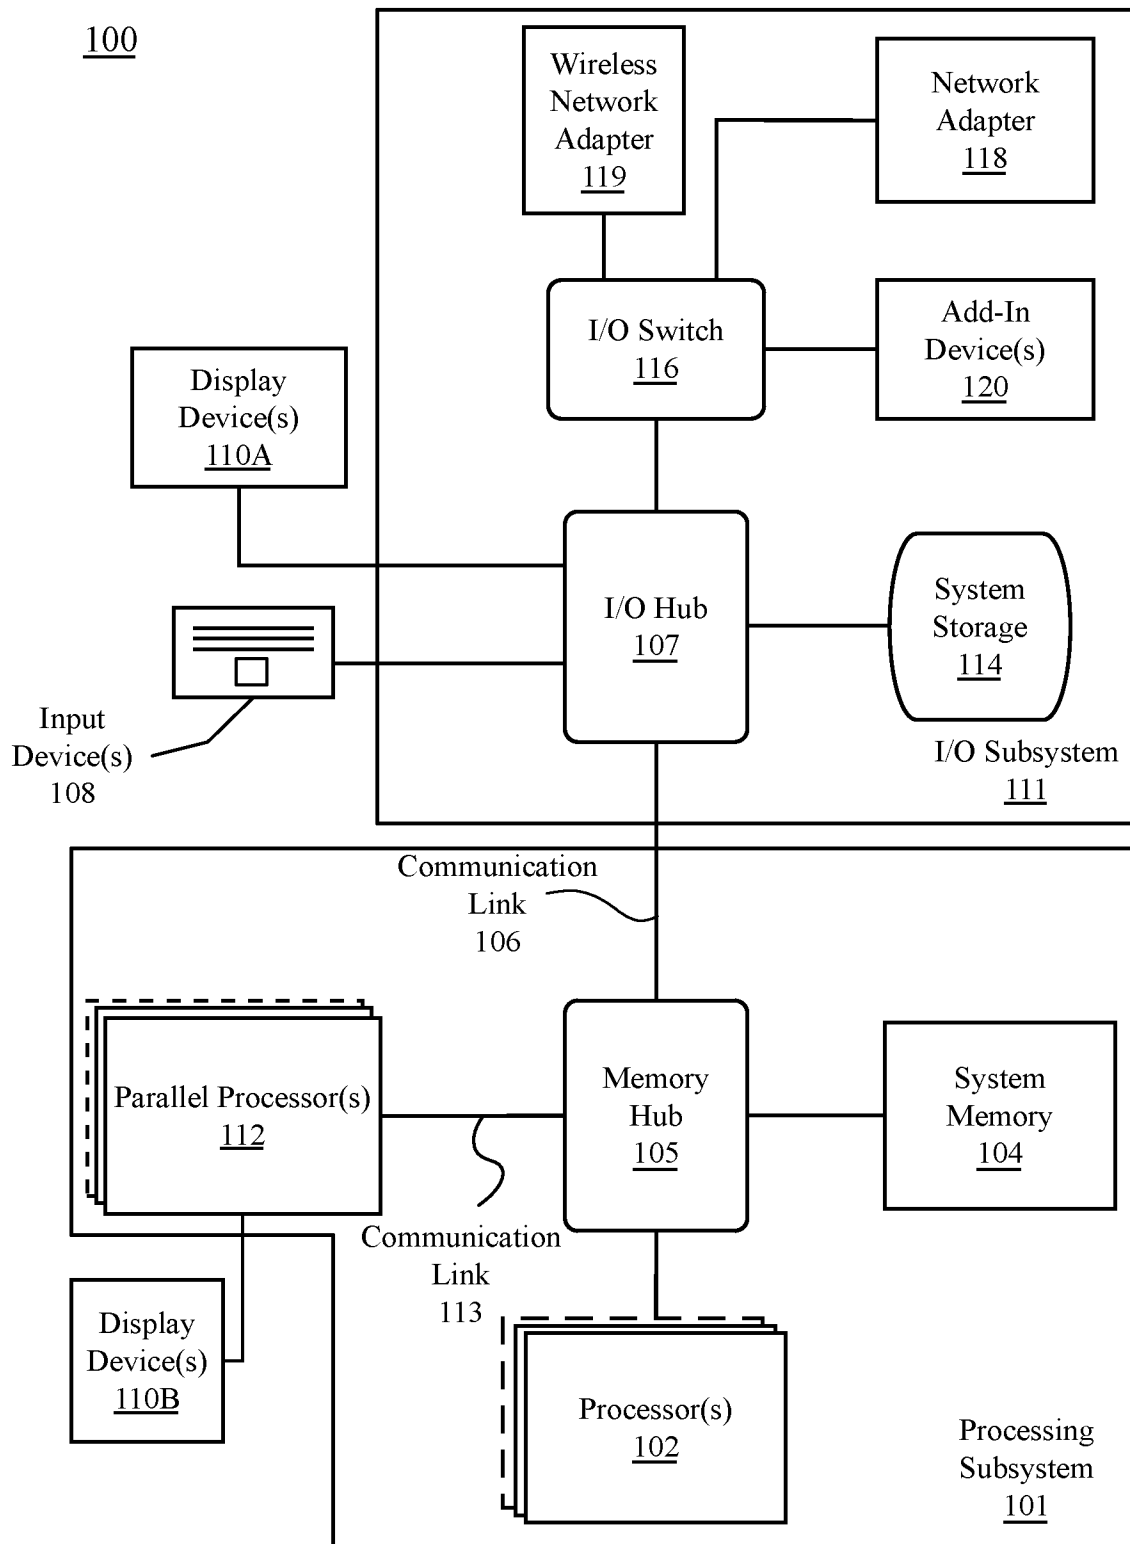 100
Wireless
Network
Adapter
119
Network
Adapter
118
I/O Switch
116
Add-In
Device(s)
120
Display
Device(s)
110A
I/O Hub
107
System
Storage
114
Input
Device(s)
108
I/O Subsystem
111
Communication
Link
106
Parallel Processor(s)
112
Memory
Hub
105
System
Memory
104
Communication
Link
113
Display
Device(s)
110B
Processor(s)
102
Processing
Subsystem
101